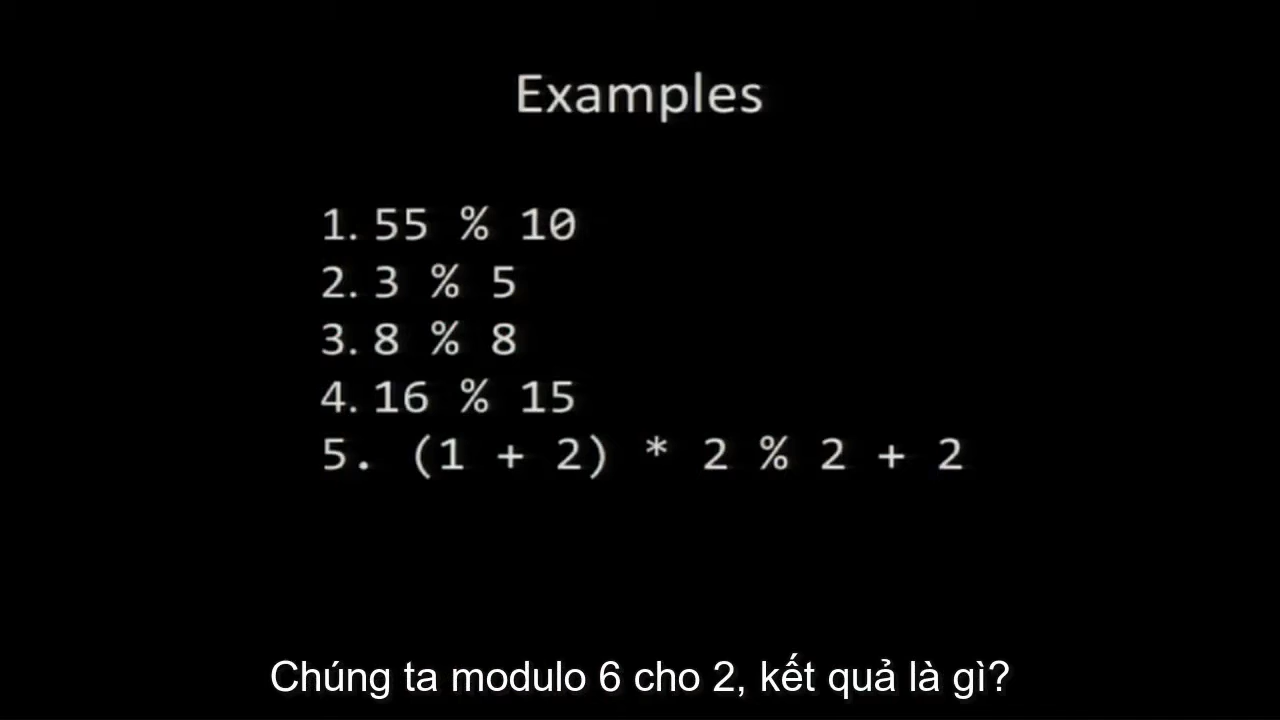 Examples
1. 55 % 10
2. 3 % 5
3. 8 % 8
4. 16 % 15
5. (1 + 2) * 2 % 2 + 2
Chúng ta modulo 6 cho 2, kết quả là gì?